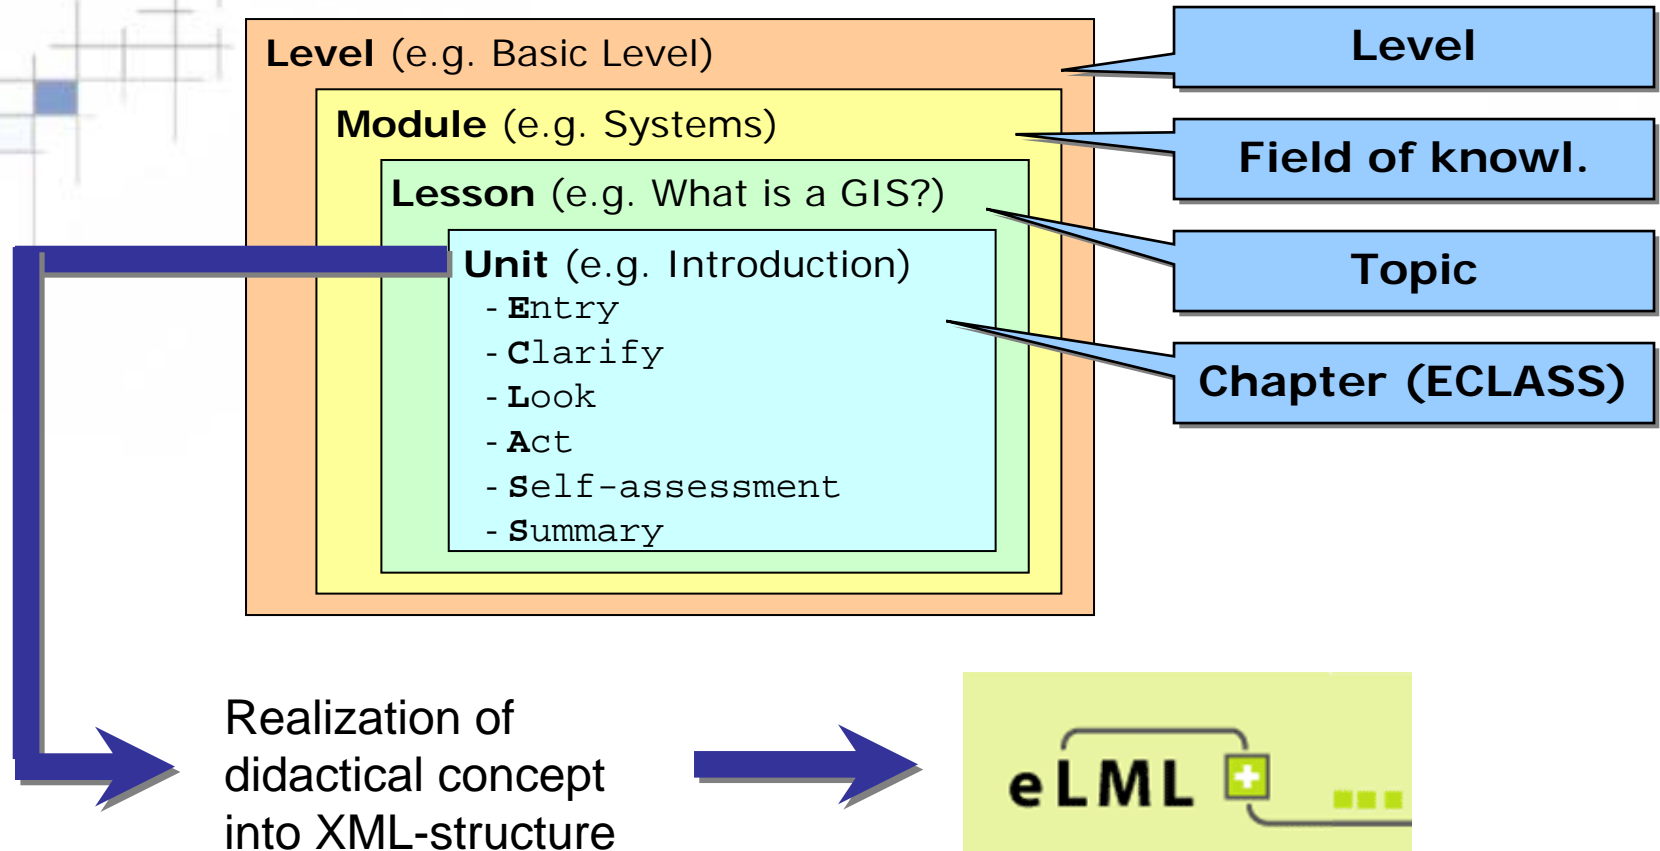 Level (e.g. Basic Level)
Module (e.g. Systems)
Lesson (e.g. What is a GIS?)
Unit (e.g. Introduction)
- Entry
- Clarify
- Look
- Act
- Self-assessment
- Summary
Level
Field of knowl.
Topic
Chapter (ECLASS)
Realization of
didactical concept
into XML-structure
eLML